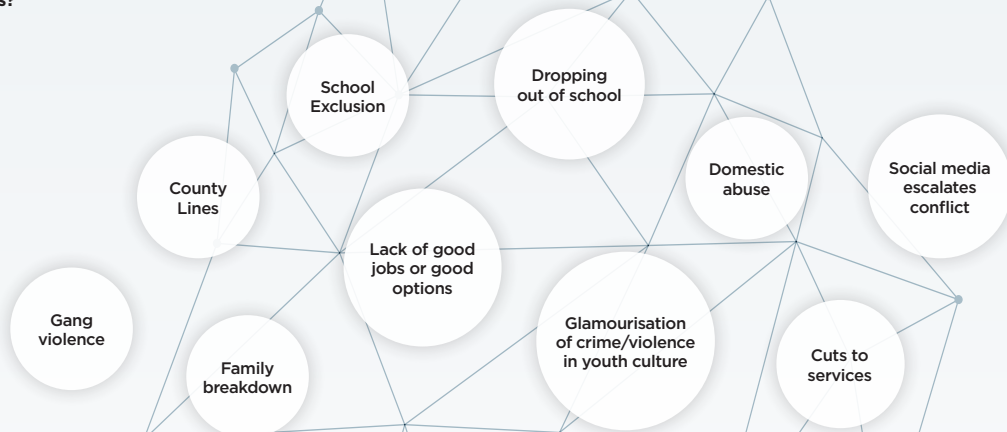 s?
School
Exclusion
Dropping
out of school
County
Lines
Domestic
abuse
Social media
escalates
conflict
Lack of good
jobs or good
options
Gang
violence
Family
breakdown
Glamourisation
of crime/violence
in youth culture
Cuts to
services